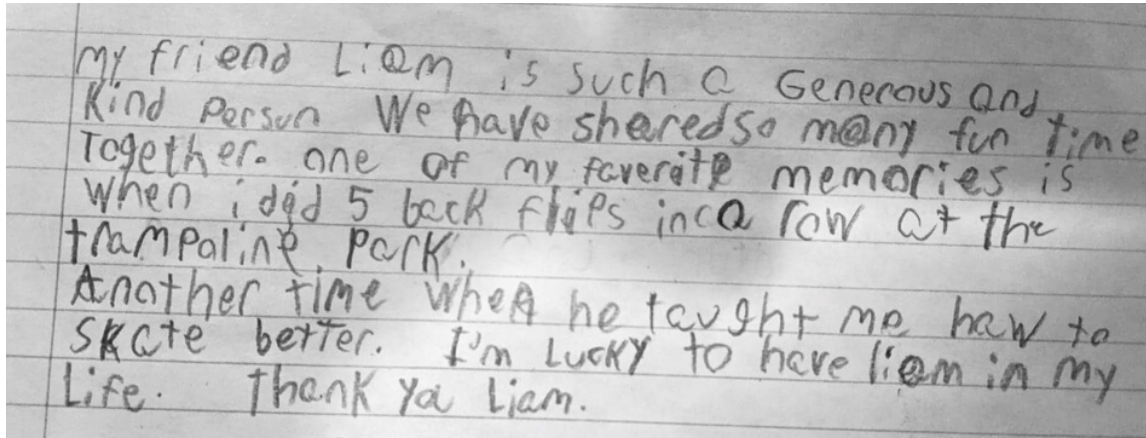 My friend Liam is such a Generous and
Kind Person We have shared so many fun Time
Together. one of my faverite memories is
when i did 5 back flips in a row at the
trampaline Park.
Another time when he taught me haw to
Skate better. I'm Lucky to have liam in my
Life. Thank you Liam.